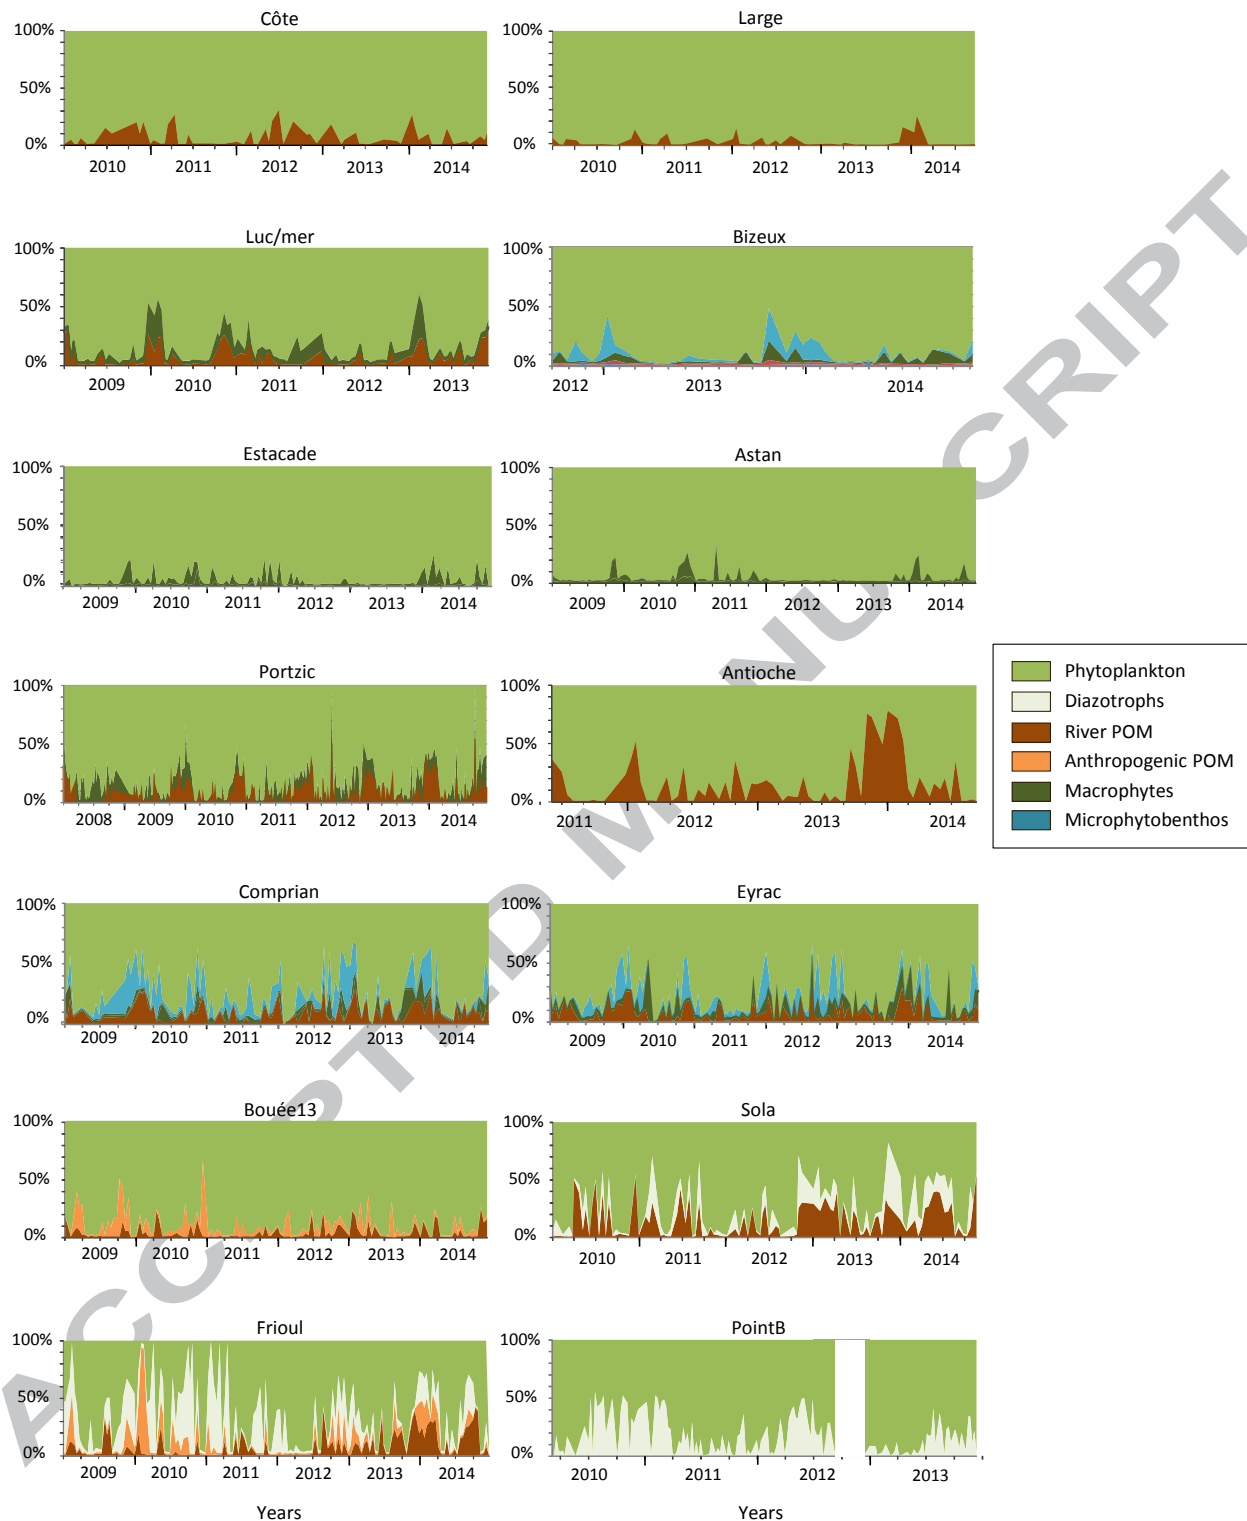 Côte
100%
50%
0%
2010 2011 2012 2013 2014
Large
100%
50%
0%
2010 2011 2012 2013 2014
Luc/mer
100%
50%
0%
2009 2010 2011 2012 2013
Bizeux
100%
50%
0%
2012 2013 2014
Estacade
100%
50%
0%
2009 2010 2011 2012 2013 2014
Astan
100%
50%
0%
2009 2010 2011 2012 2013 2014
Portzic
100%
50%
0%
2008 2009 2010 2011 2012 2013 2014
Antioche
100%
50%
0%
2011 2012 2013 2014
Phytoplankton
Diazotrophs
River POM
Anthropogenic POM
Macrophytes
Microphytobenthos
Comprian
100%
50%
0%
2009 2010 2011 2012 2013 2014
Eyrac
100%
50%
0%
2009 2010 2011 2012 2013 2014
Bouée13
100%
50%
0%
2009 2010 2011 2012 2013 2014
Sola
100%
50%
0%
2010 2011 2012 2013 2014
Frioul
100%
50%
0%
2009 2010 2011 2012 2013 2014
Years
PointB
100%
50%
0%
2010 2011 2012 2013
Years
ACCEPTED MANUSCRIPT